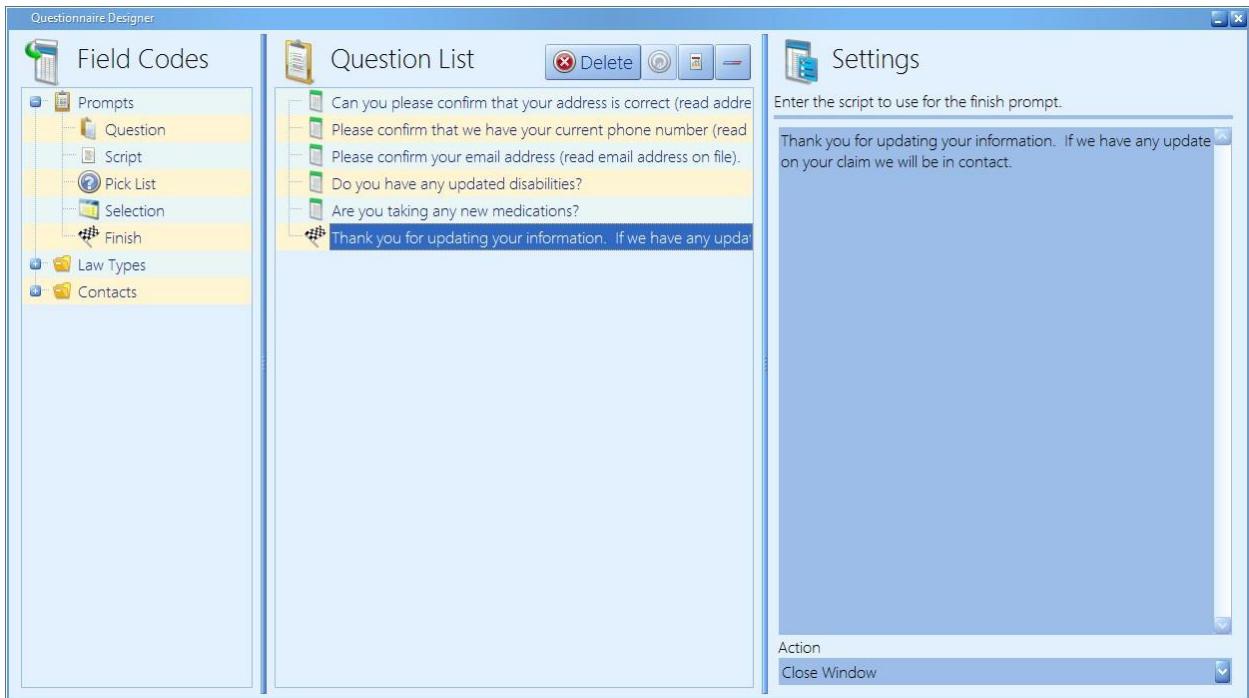 Questionnaire Designer
Field Codes
Prompts
Question
Script
Pick List
Selection
Finish
Law Types
Contacts
Question List
Delete
Can you please confirm that your address is correct (read addre
Please confirm that we have your current phone number (read
Please confirm your email address (read email address on file).
Do you have any updated disabilities?
Are you taking any new medications?
Thank you for updating your information.  If we have any upda
Settings
Enter the script to use for the finish prompt.
Thank you for updating your information.  If we have any update
on your claim we will be in contact.
Action
Close Window